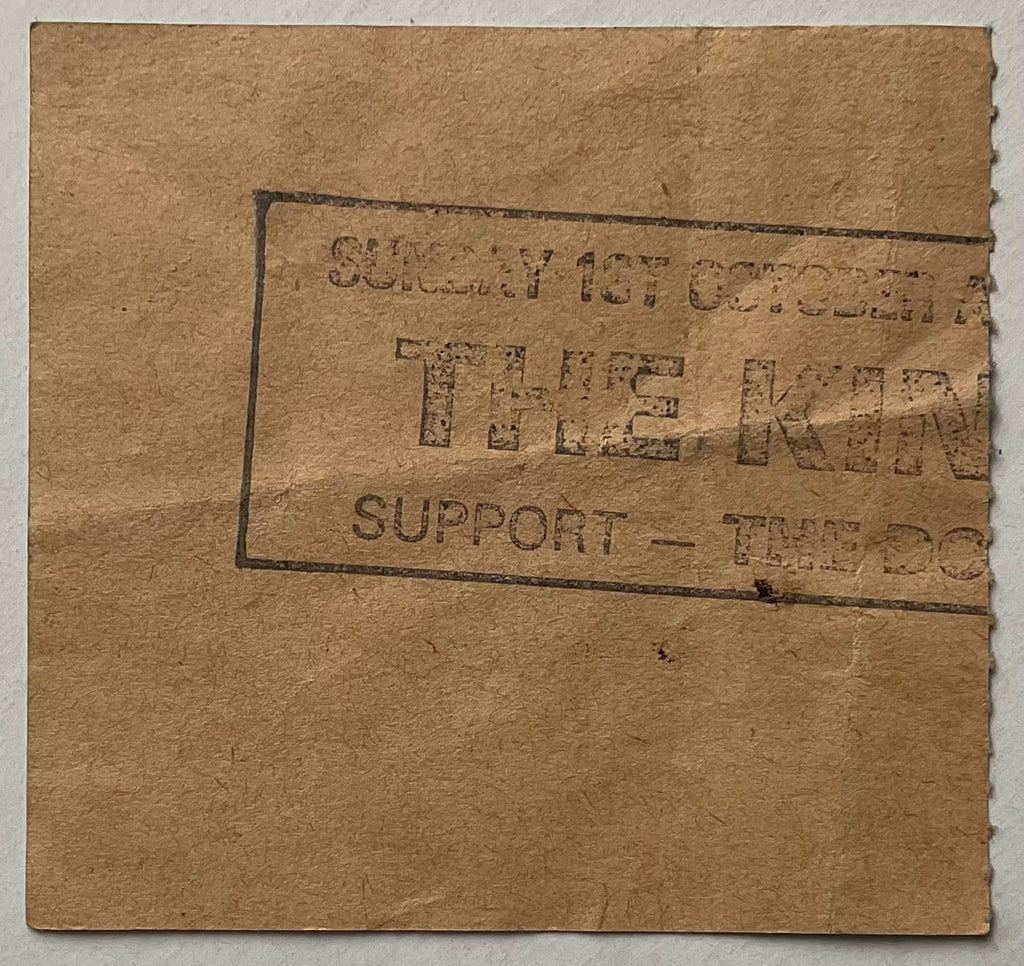 SUNDAY 1ST OCTOBER A
THE KIN
SUPPORT — THE DO